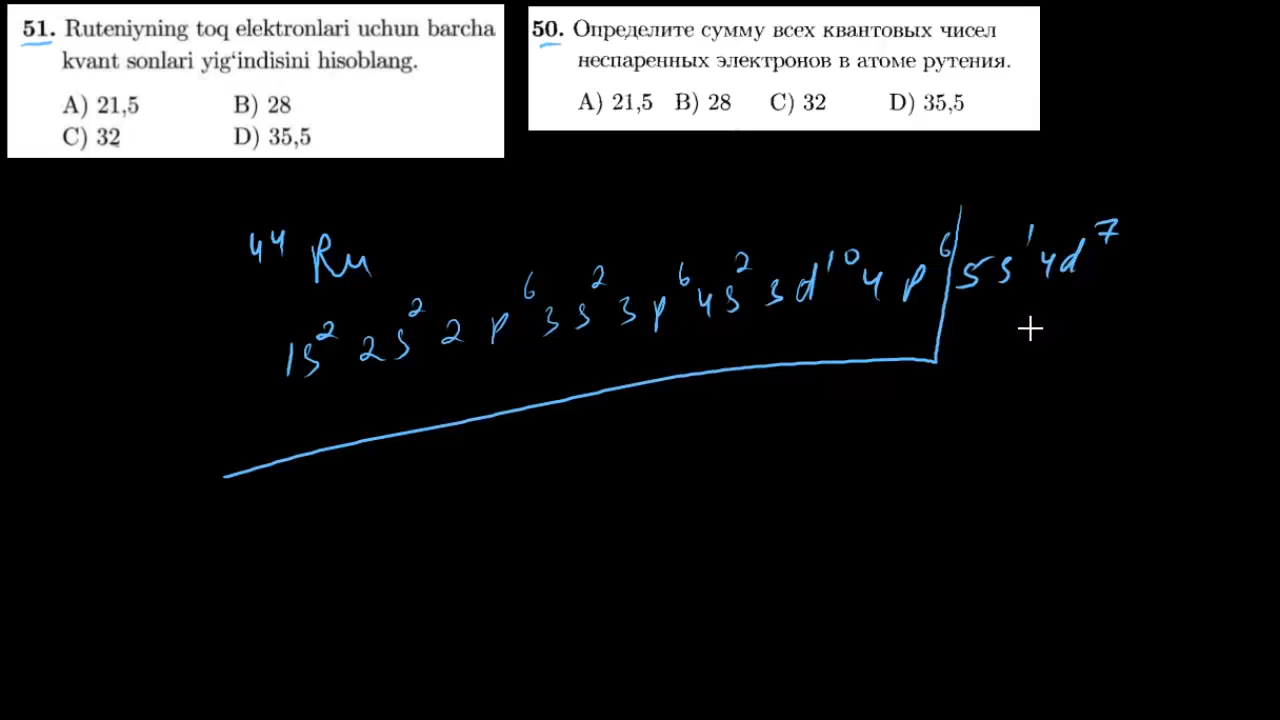 51. Ruteniyning toq elektronlari uchun barcha
kvant sonlari yig‘indisini hisoblang.
A) 21,5 B) 28
C) 32 D) 35,5
50. Определите сумму всех квантовых чисел
неспаренных электронов в атоме рутения.
A) 21,5 B) 28 C) 32 D) 35,5
44 Ru
1s² 2s² 2p⁶ 3s² 3p⁶ 4s² 3d¹⁰ 4p⁶ 5s¹ 4d⁷